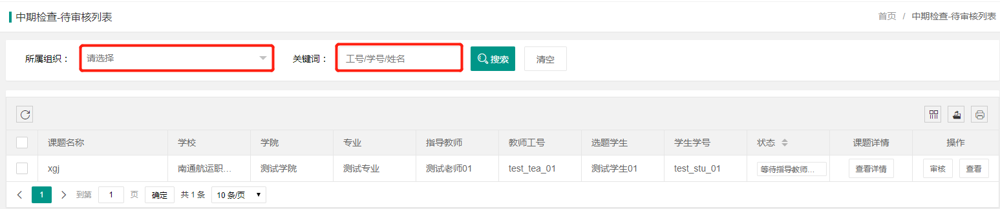 中期检查-待审核列表
首页 / 中期检查-待审核列表
所属组织： 请选择 关键词： 工号/学号/姓名 搜索 清空
课题名称 学校 学院 专业 指导教师 教师工号 选题学生 学生学号 状态 课题详情 操作
xgj 南通航运职... 测试学院 测试专业 测试老师01 test_tea_01 测试学生01 test_stu_01 等待指导教师... 查看详情 审核 查看
1 到第 1 页 确定 共 1 条 10 条/页